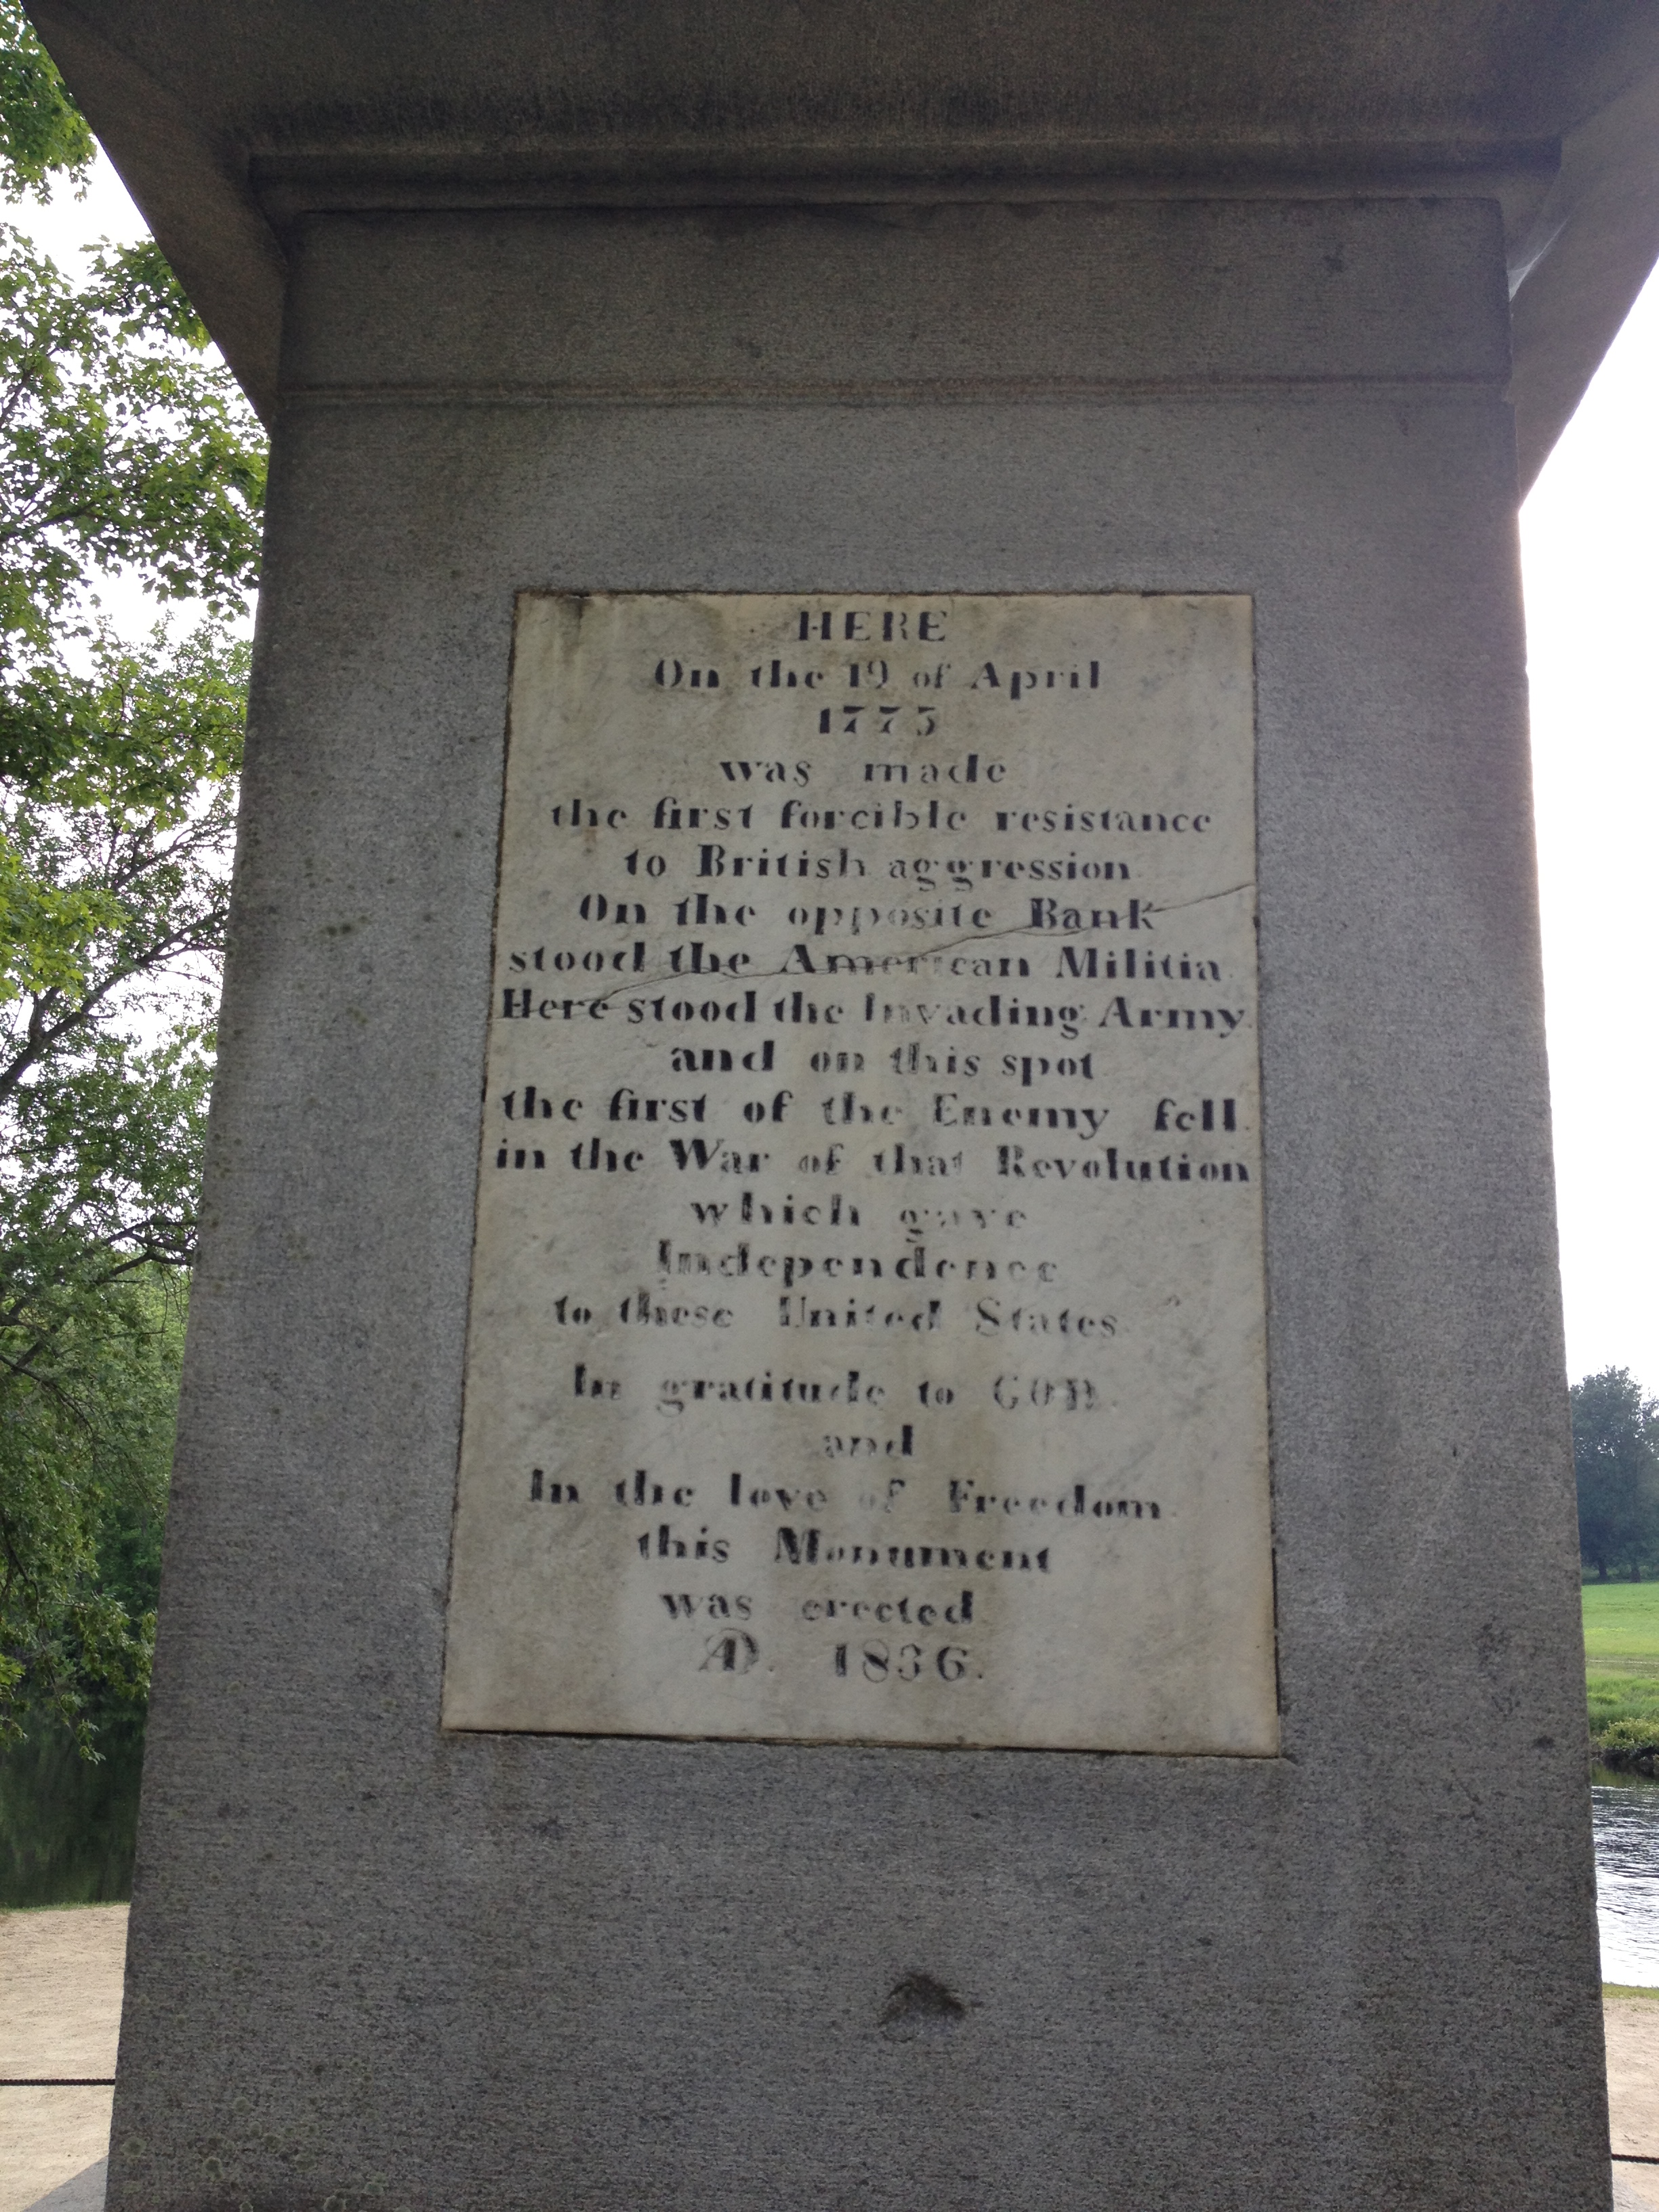 HERE
On the 19 of April
1775
was made
the first forcible resistance
to British aggression
On the opposite Bank
stood the American Militia
Here stood the Invading Army
and on this spot
the first of the Enemy fell
in the War of that Revolution
which gave
Independence
to these United States
In gratitude to GOD
and
In the love of Freedom
this Monument
was erected
AD. 1836.